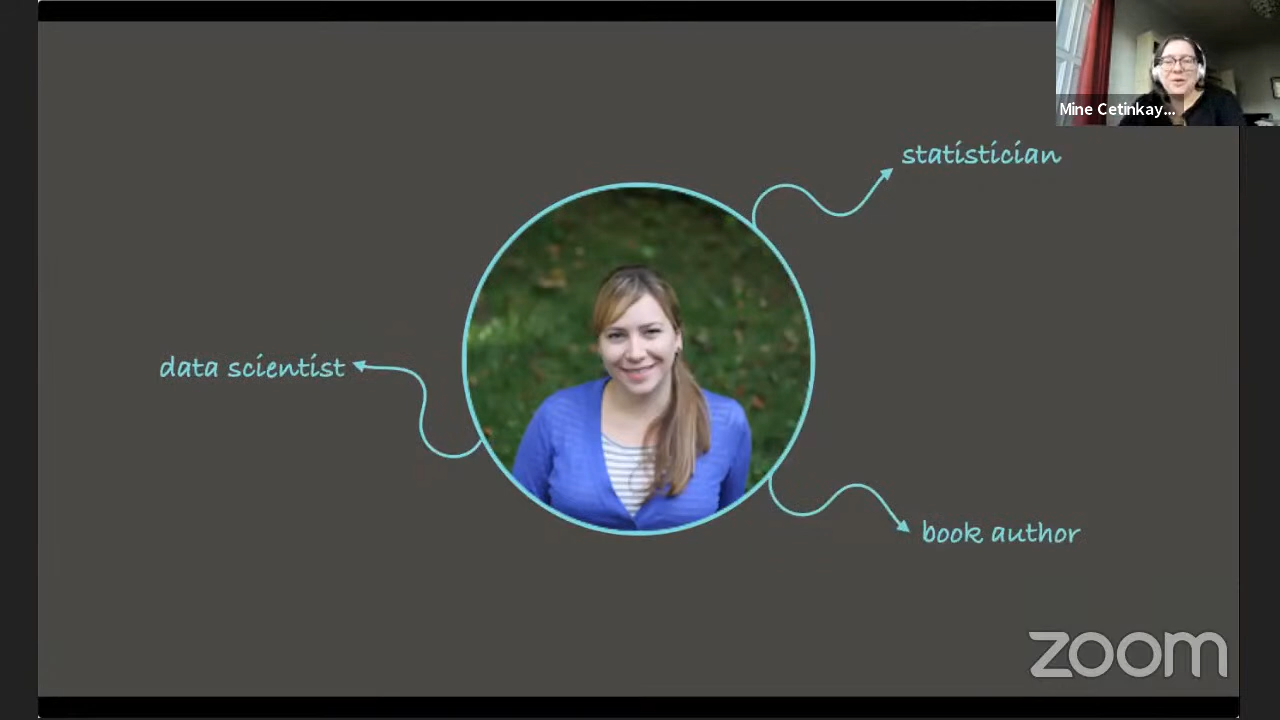 Mine Cetinkay...
statistician
data scientist
book author
zoom